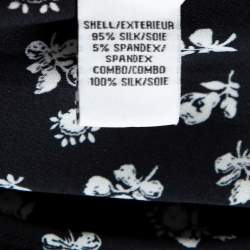 SHELL/EXTERIEUR
95% SILK/SOIE
5% SPANDEX/
SPANDEX
COMBO/COMBO
100% SILK/SOIE